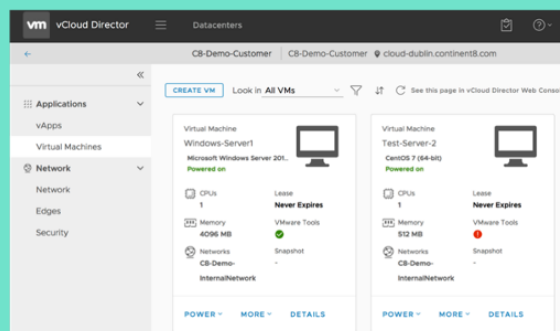 vm vCloud Director Datacenters
C8-Demo-Customer C8-Demo-Customer cloud-dublin.continent8.com
CREATE VM Look in All VMs See this page in vCloud Director Web Conso
Applications
vApps
Virtual Machines
Network
Network
Edges
Security
Virtual Machine
Windows-Server1
Microsoft Windows Server 201..
Powered on
CPUs
1
Lease
Never Expires
Memory
4096 MB
VMware Tools
Networks
C8-Demo-
InternalNetwork
Snapshot
-
POWER MORE DETAILS
Virtual Machine
Test-Server-2
CentOS 7 (64-bit)
Powered on
CPUs
1
Lease
Never Expires
Memory
512 MB
VMware Tools
Networks
C8-Demo-
InternalNetwork
Snapshot
-
POWER MORE DETAILS